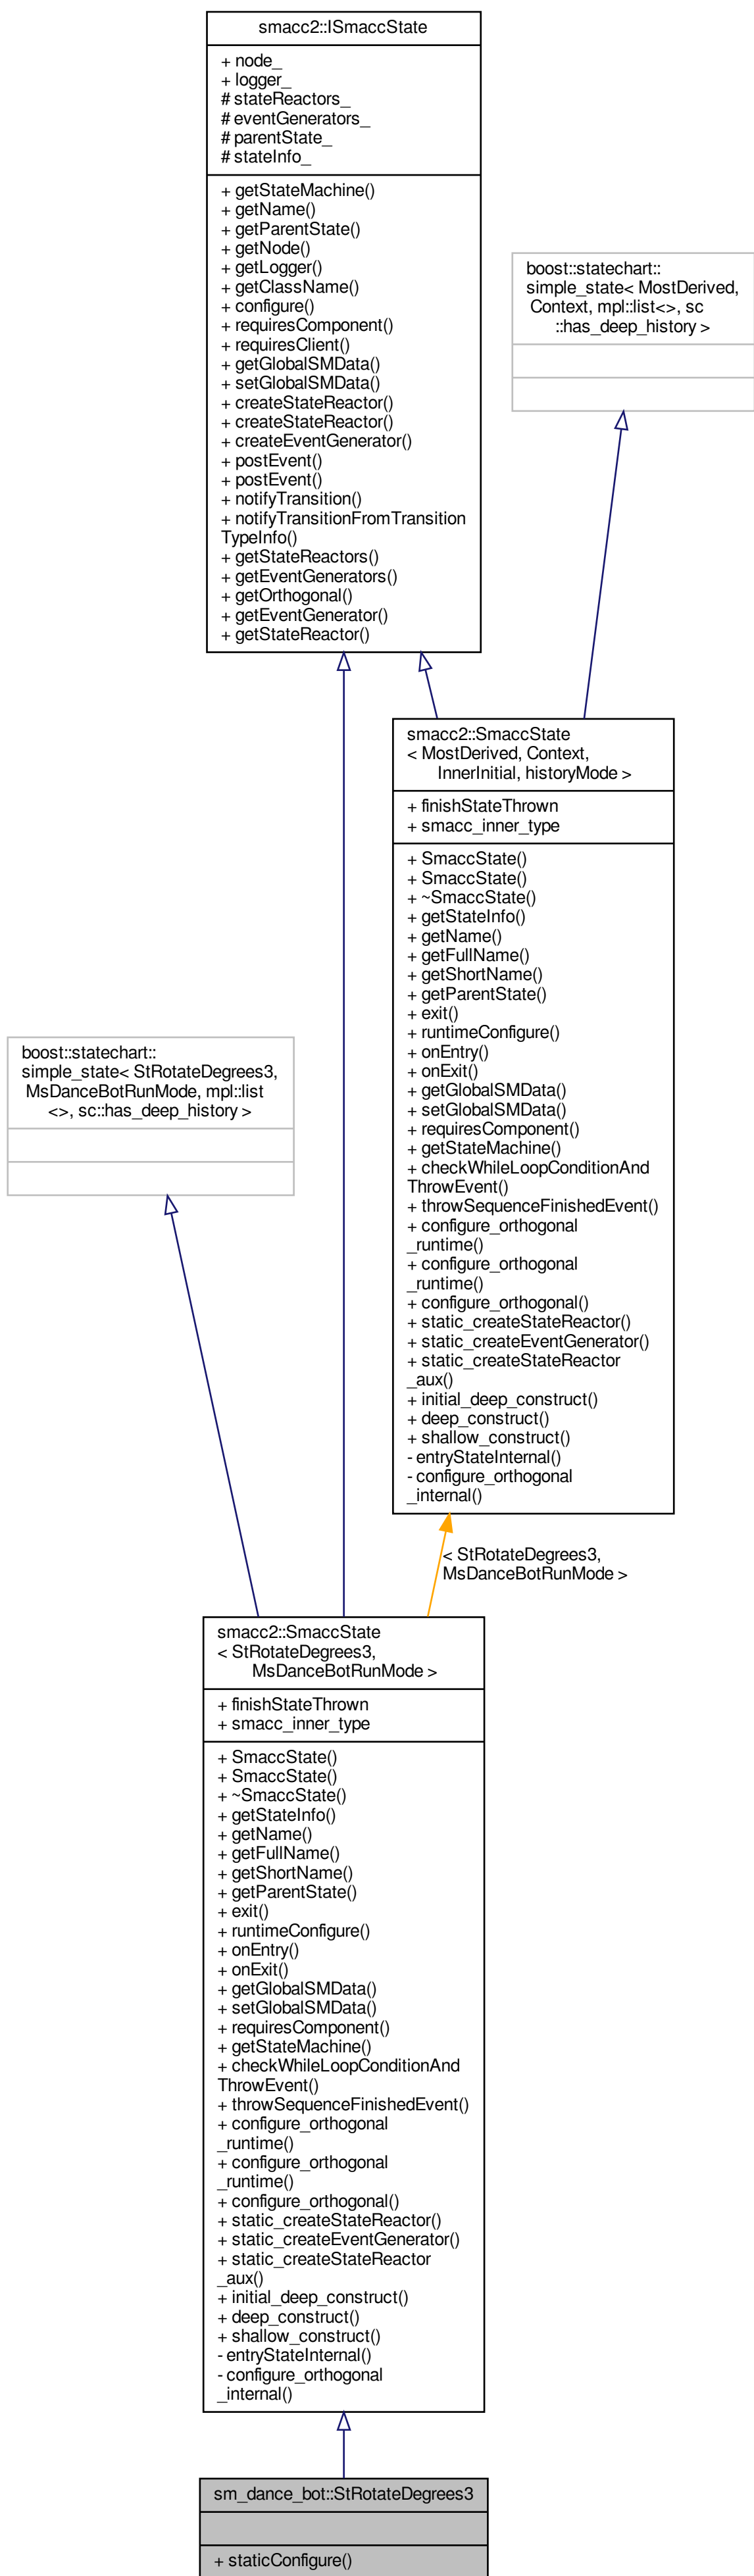 smacc2::ISmaccState
+ node_
+ logger_
# stateReactors_
# eventGenerators_
# parentState_
# stateInfo_
+ getStateMachine()
+ getName()
+ getParentState()
+ getNode()
+ getLogger()
+ getClassName()
+ configure()
+ requiresComponent()
+ requiresClient()
+ getGlobalSMData()
+ setGlobalSMData()
+ createStateReactor()
+ createStateReactor()
+ createEventGenerator()
+ postEvent()
+ postEvent()
+ notifyTransition()
+ notifyTransitionFromTransition
TypeInfo()
+ getStateReactors()
+ getEventGenerators()
+ getOrthogonal()
+ getEventGenerator()
+ getStateReactor()
boost::statechart::
simple_state< MostDerived,
Context, mpl::list<>, sc
::has_deep_history >
smacc2::SmaccState
< MostDerived, Context,
InnerInitial, historyMode >
+ finishStateThrown
+ smacc_inner_type
+ SmaccState()
+ SmaccState()
+ ~SmaccState()
+ getStateInfo()
+ getName()
+ getFullName()
+ getShortName()
+ getParentState()
+ exit()
+ runtimeConfigure()
+ onEntry()
+ onExit()
+ getGlobalSMData()
+ setGlobalSMData()
+ requiresComponent()
+ getStateMachine()
+ checkWhileLoopConditionAnd
ThrowEvent()
+ throwSequenceFinishedEvent()
+ configure_orthogonal
_runtime()
+ configure_orthogonal
_runtime()
+ configure_orthogonal()
+ static_createStateReactor()
+ static_createEventGenerator()
+ static_createStateReactor
_aux()
+ initial_deep_construct()
+ deep_construct()
+ shallow_construct()
- entryStateInternal()
- configure_orthogonal
_internal()
boost::statechart::
simple_state< StRotateDegrees3,
MsDanceBotRunMode, mpl::list
<>, sc::has_deep_history >
< StRotateDegrees3,
MsDanceBotRunMode >
smacc2::SmaccState
< StRotateDegrees3,
MsDanceBotRunMode >
+ finishStateThrown
+ smacc_inner_type
+ SmaccState()
+ SmaccState()
+ ~SmaccState()
+ getStateInfo()
+ getName()
+ getFullName()
+ getShortName()
+ getParentState()
+ exit()
+ runtimeConfigure()
+ onEntry()
+ onExit()
+ getGlobalSMData()
+ setGlobalSMData()
+ requiresComponent()
+ getStateMachine()
+ checkWhileLoopConditionAnd
ThrowEvent()
+ throwSequenceFinishedEvent()
+ configure_orthogonal
_runtime()
+ configure_orthogonal
_runtime()
+ configure_orthogonal()
+ static_createStateReactor()
+ static_createEventGenerator()
+ static_createStateReactor
_aux()
+ initial_deep_construct()
+ deep_construct()
+ shallow_construct()
- entryStateInternal()
- configure_orthogonal
_internal()
sm_dance_bot::StRotateDegrees3
+ staticConfigure()